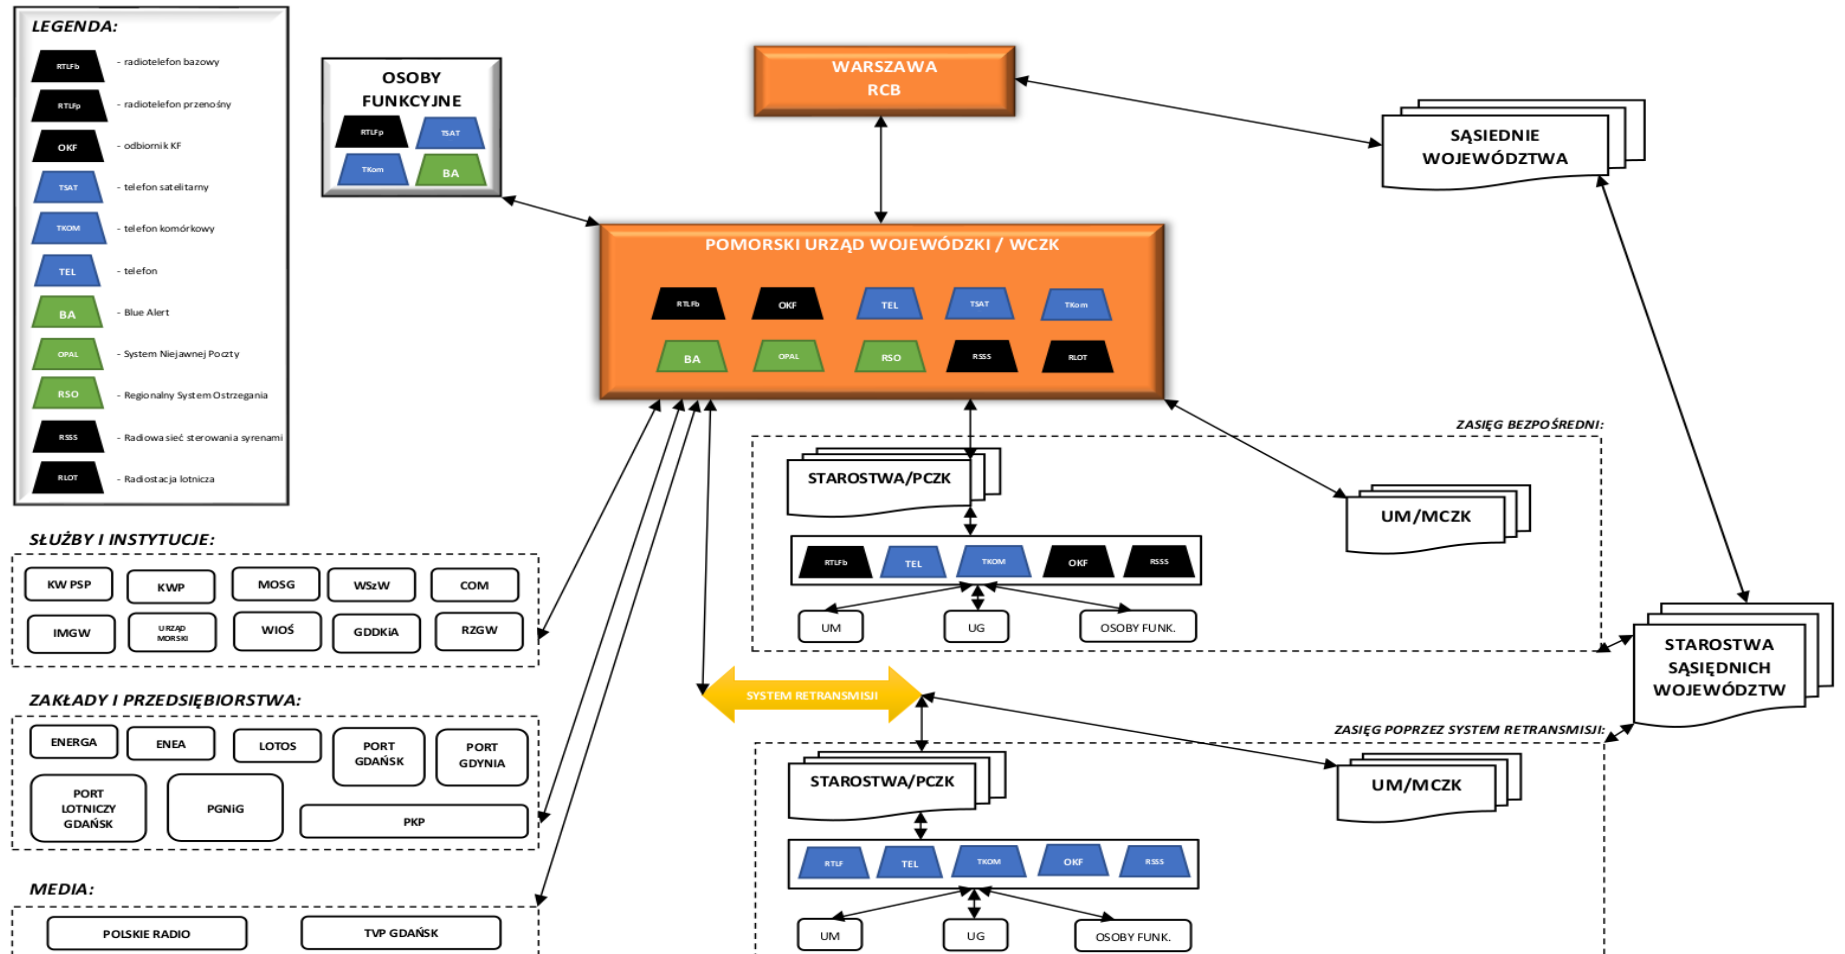 LEGENDA:
RTLFb - radiotelefon bazowy
RTLFp - radiotelefon przenośny
OKF - odbiornik KF
TSAT - telefon satelitarny
TKOM - telefon komórkowy
TEL - telefon
BA - Blue Alert
OPAL - System Niejawnej Poczty
RSO - Regionalny System Ostrzegania
RSSS - Radiowa sieć sterowania syrenami
RLOT - Radiostacja lotnicza
OSOBY
FUNKCYJNE
RTLFp TSAT
TKom BA
WARSZAWA
RCB
SĄSIEDNIE
WOJEWÓDZTWA
POMORSKI URZĄD WOJEWÓDZKI / WCZK
RTLFb OKF TEL TSAT TKom
BA OPAL RSO RSSS RLOT
ZASIĘG BEZPOŚREDNI:
STAROSTWA/PCZK
UM/MCZK
RTLFb TEL TKOM OKF RSSS
UM UG OSOBY FUNK.
STAROSTWA
SĄSIĘDNICH
WOJEWÓDZTW
SYSTEM RETRANSMISJI
ZASIĘG POPRZEZ SYSTEM RETRANSMISJI:
STAROSTWA/PCZK
UM/MCZK
RTLF TEL TKOM OKF RSSS
UM UG OSOBY FUNK.
SŁUŻBY I INSTYTUCJE:
KW PSP KWP MOSG WSzW COM
IMGW URZĄD
MORSKI WIOŚ GDDKiA RZGW
ZAKŁADY I PRZEDSIĘBIORSTWA:
ENERGA ENEA LOTOS
PORT
GDAŃSK
PORT
GDYNIA
PORT
LOTNICZY
GDAŃSK
PGNiG
PKP
MEDIA:
POLSKIE RADIO TVP GDAŃSK